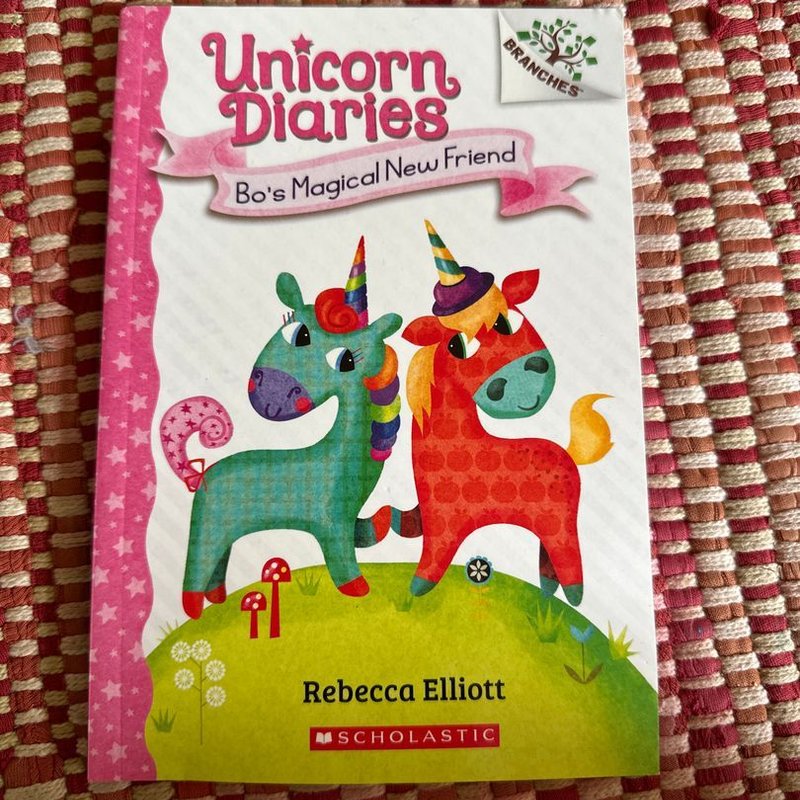 Unicorn
Diaries
BRANCHES
Bo's Magical New Friend
Rebecca Elliott
SCHOLASTIC